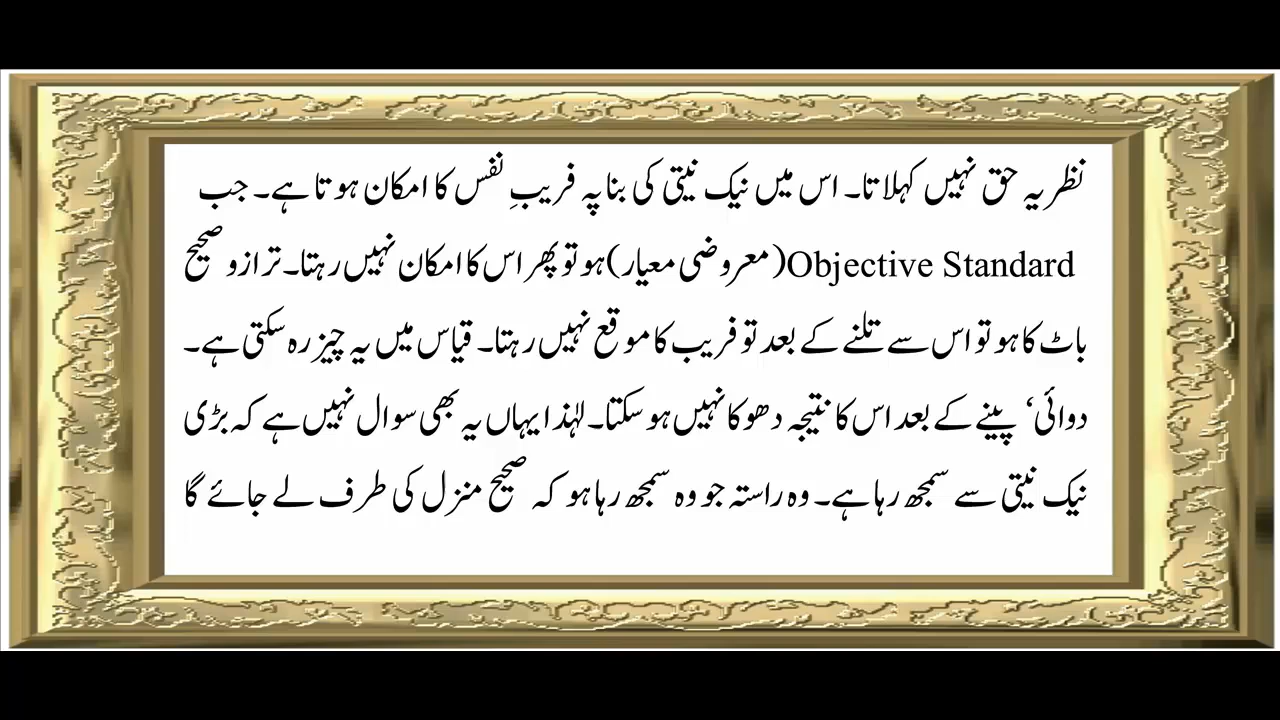 نظریہ حق نہیں کہلاتا۔ اس میں نیک نیتی کی بنا پہ فریبِ نفس کا امکان ہوتا ہے۔ جب
Objective Standard(معروضی معیار) ہو تو پھر اس کا امکان نہیں رہتا۔ ترازو صحیح
باٹ کا ہو تو اس سے تلنے کے بعد تو فریب کا موقع نہیں رہتا۔ قیاس میں یہ چیز رہ سکتی ہے۔
دوائی‘ پینے کے بعد اس کا نتیجہ دھوکا نہیں ہو سکتا۔ لہٰذا یہاں یہ بھی سوال نہیں ہے کہ بڑی
نیک نیتی سے سمجھ رہا ہے۔ وہ راستہ جو وہ سمجھ رہا ہو کہ صحیح منزل کی طرف لے جائے گا